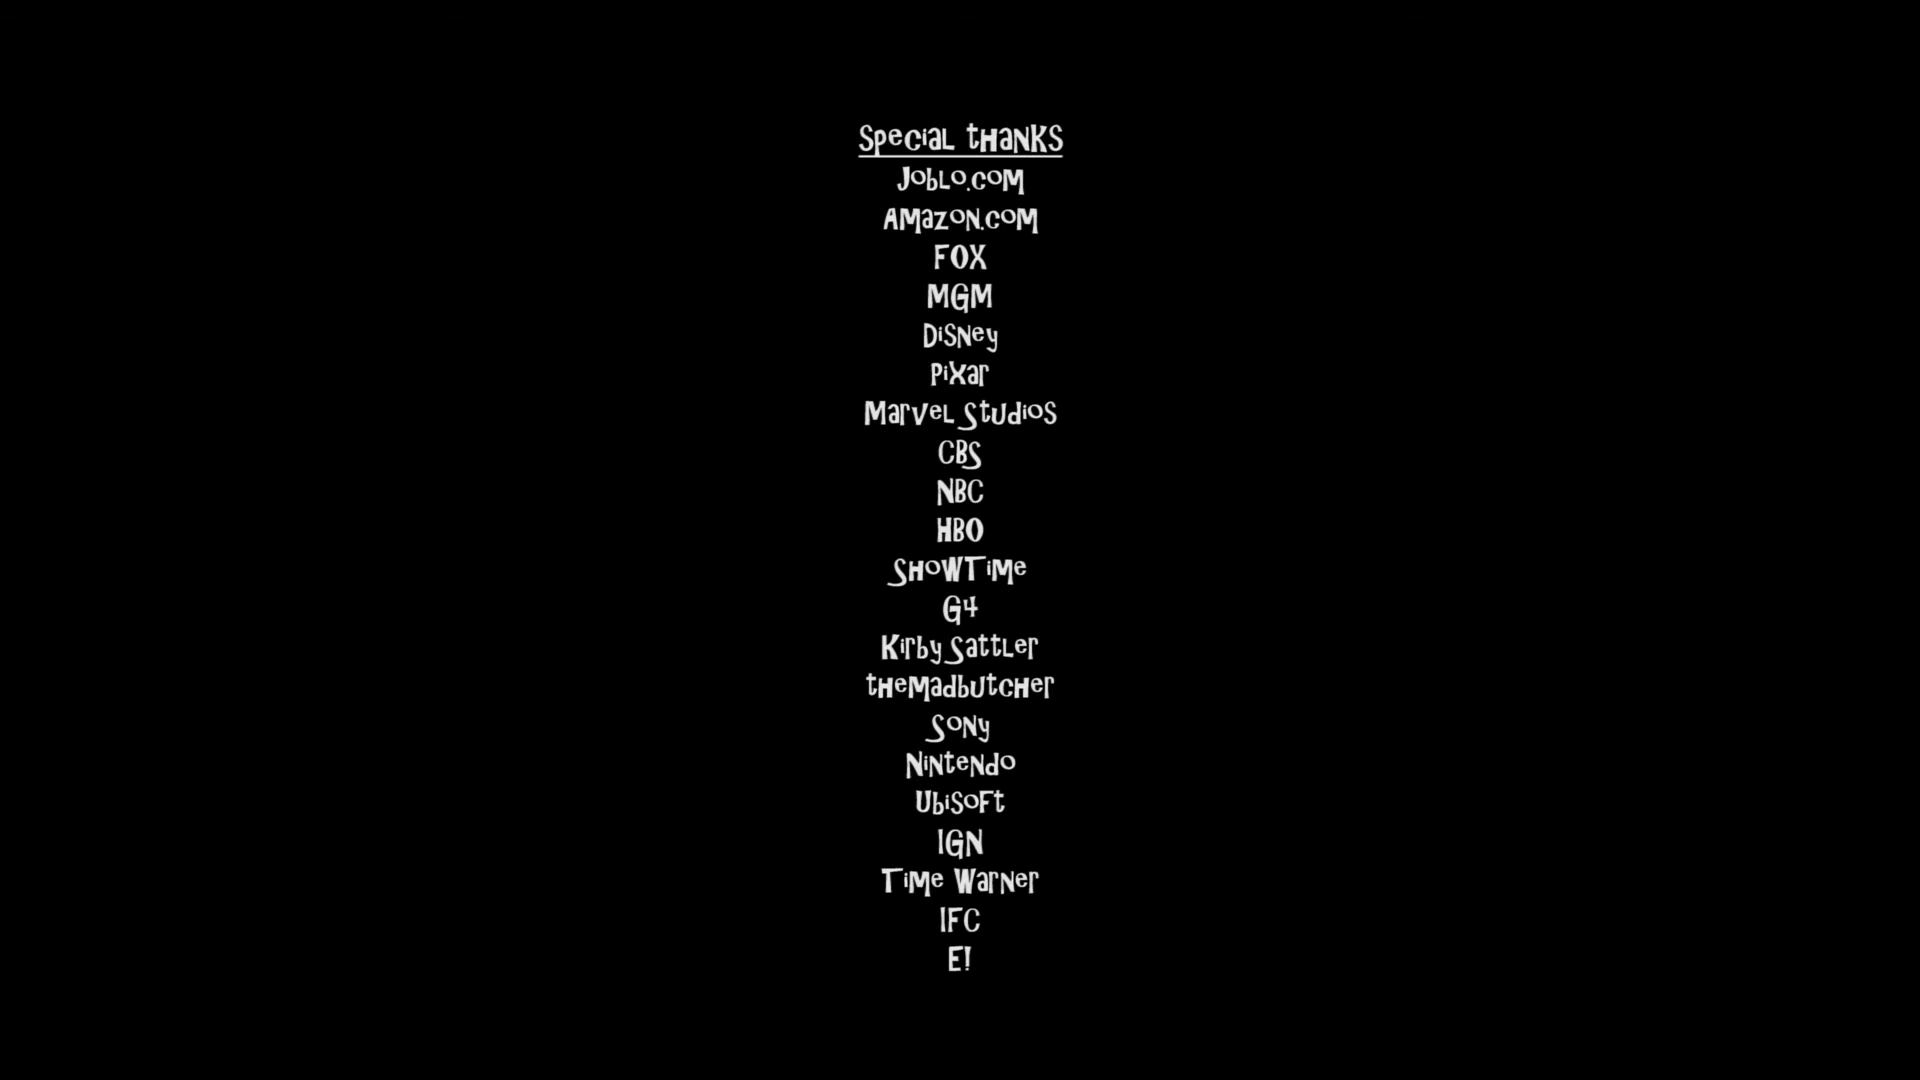 Special Thanks
Joblo.com
Amazon.com
FOX
MGM
Disney
Pixar
Marvel Studios
CBS
NBC
HBO
ShowTime
G4
Kirby Sattler
themadbutcher
Sony
Nintendo
Ubisoft
IGN
Time Warner
IFC
E!